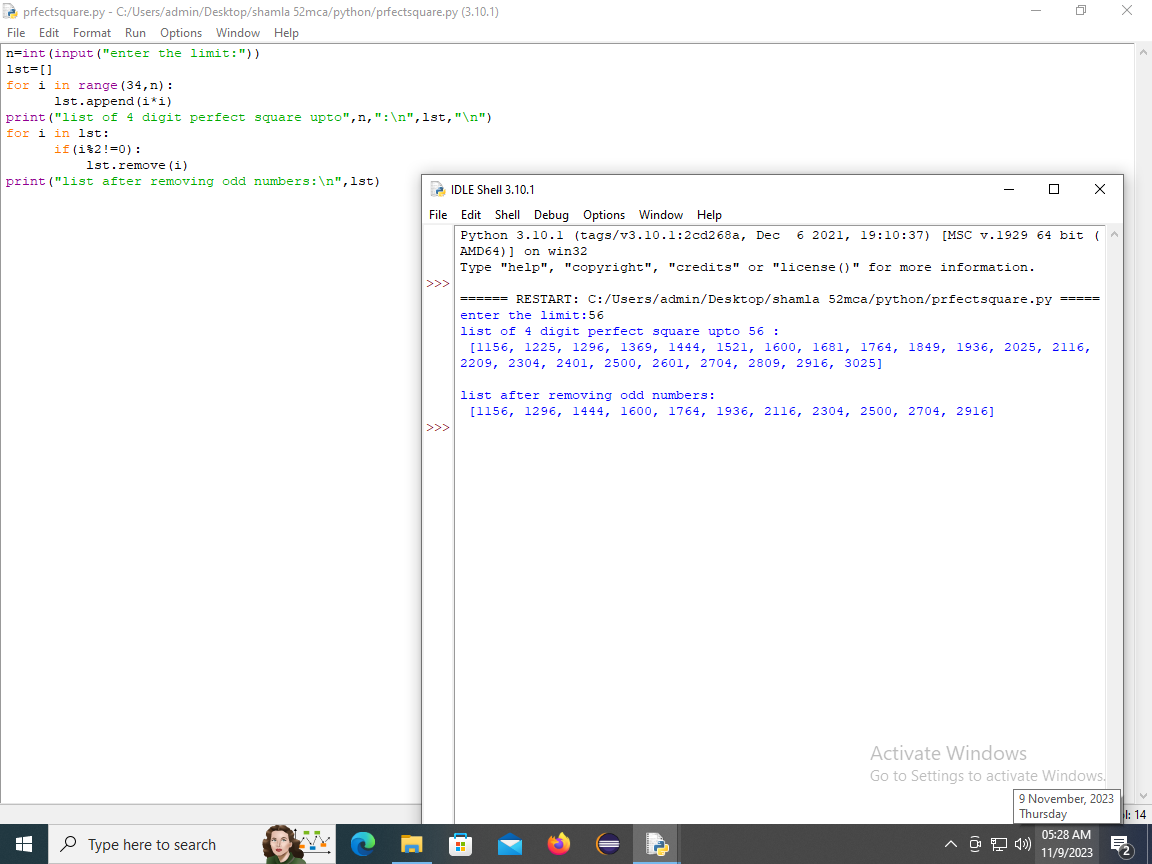 prfectsquare.py - C:/Users/admin/Desktop/shamla 52mca/python/prfectsquare.py (3.10.1)
File Edit Format Run Options Window Help
n=int(input("enter the limit:"))
lst=[]
for i in range(34,n):
lst.append(i*i)
print("list of 4 digit perfect square upto",n,":\n",lst,"\n")
for i in lst:
if(i%2!=0):
lst.remove(i)
print("list after removing odd numbers:\n",lst)
IDLE Shell 3.10.1
File Edit Shell Debug Options Window Help
Python 3.10.1 (tags/v3.10.1:2cd268a, Dec  6 2021, 19:10:37) [MSC v.1929 64 bit (
AMD64)] on win32
Type "help", "copyright", "credits" or "license()" for more information.
>>>
====== RESTART: C:/Users/admin/Desktop/shamla 52mca/python/prfectsquare.py =====
enter the limit:56
list of 4 digit perfect square upto 56 :
[1156, 1225, 1296, 1369, 1444, 1521, 1600, 1681, 1764, 1849, 1936, 2025, 2116,
2209, 2304, 2401, 2500, 2601, 2704, 2809, 2916, 3025]
list after removing odd numbers:
[1156, 1296, 1444, 1600, 1764, 1936, 2116, 2304, 2500, 2704, 2916]
>>>
Activate Windows
Go to Settings to activate Windows.
9 November, 2023
Thursday
l: 14
Type here to search
05:28 AM
11/9/2023
2